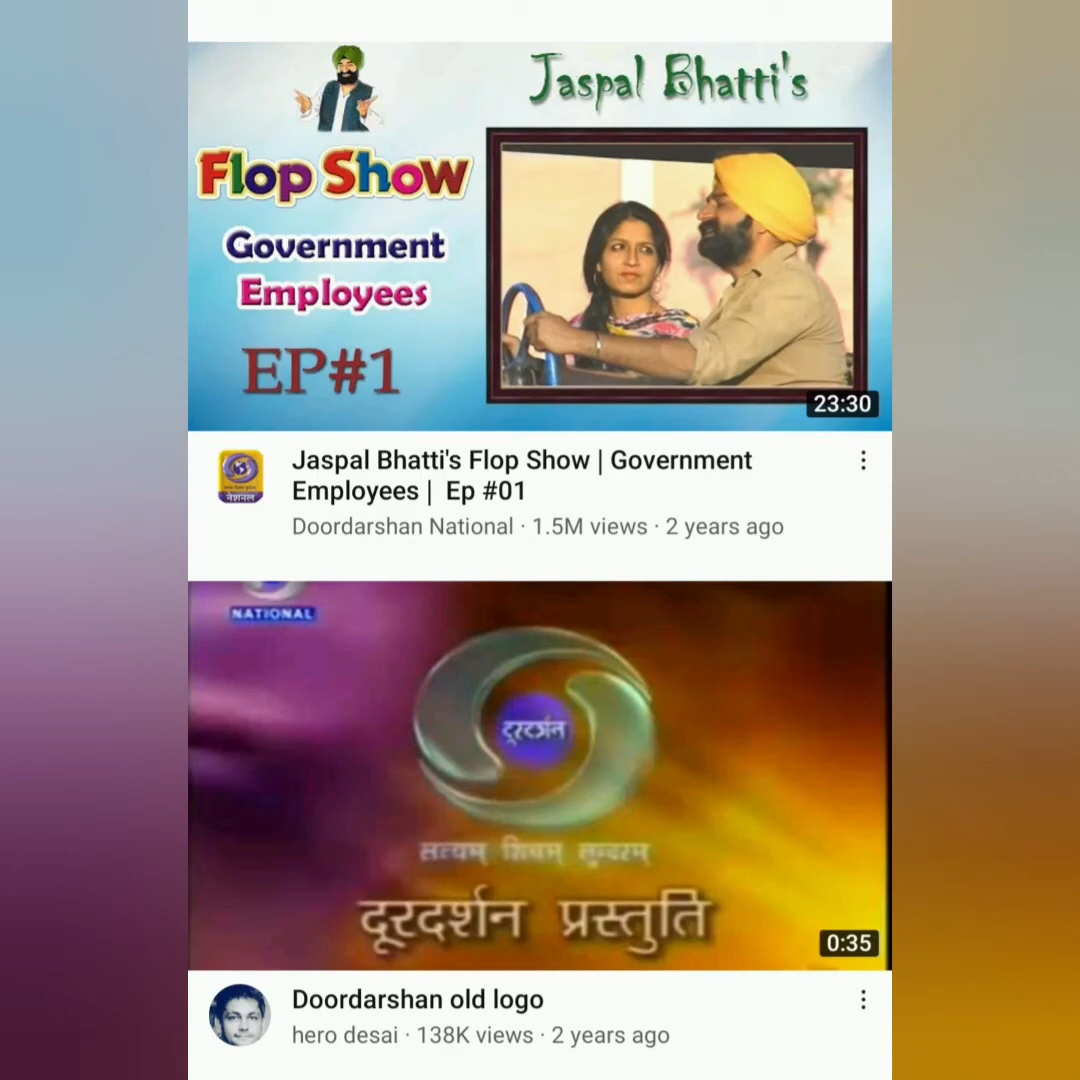 Jaspal Bhatti's
Flop Show
Government
Employees
EP#1
23:30
नेशनल
Jaspal Bhatti's Flop Show | Government
Employees | Ep #01
Doordarshan National · 1.5M views · 2 years ago
NATIONAL
दूरदर्शन
सत्यम् शिवम् सुन्दरम्
दूरदर्शन प्रस्तुति
0:35
Doordarshan old logo
hero desai · 138K views · 2 years ago